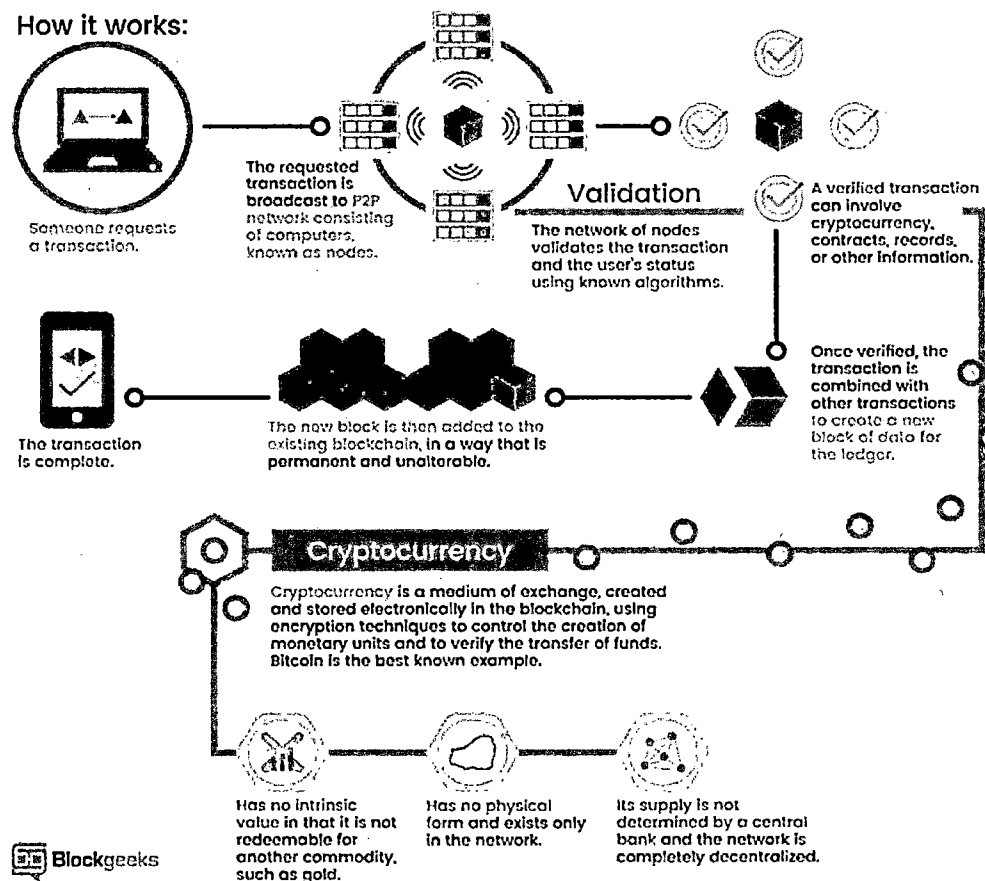 How it works:
Someone requests
a transaction.
The requested
transaction is
broadcast to P2P
network consisting
of computers,
known as nodes.
Validation
The network of nodes
validates the transaction
and the user's status
using known algorithms.
A verified transaction
can involve
cryptocurrency,
contracts, records,
or other information.
Once verified, the
transaction is
combined with
other transactions
to create a new
block of data for
the ledger.
The new block is then added to the
existing blockchain, in a way that is
permanent and unalterable.
The transaction
is complete.
Cryptocurrency
Cryptocurrency is a medium of exchange, created
and stored electronically in the blockchain, using
encryption techniques to control the creation of
monetary units and to verify the transfer of funds.
Bitcoin is the best known example.
Has no intrinsic
value in that it is not
redeemable for
another commodity,
such as gold.
Has no physical
form and exists only
in the network.
Its supply is not
determined by a central
bank and the network is
completely decentralized.
Blockgeeks